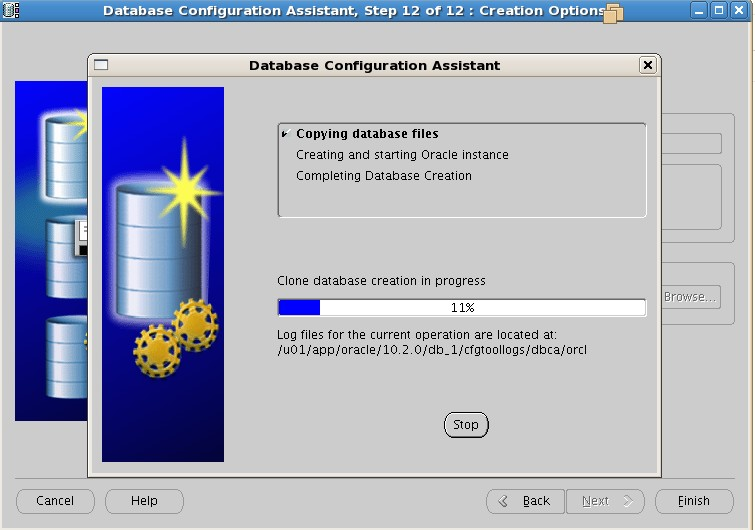 Database Configuration Assistant, Step 12 of 12 : Creation Options
Database Configuration Assistant
Copying database files
Creating and starting Oracle instance
Completing Database Creation
Clone database creation in progress
11%
Browse...
Log files for the current operation are located at:
/u01/app/oracle/10.2.0/db_1/cfgtoollogs/dbca/orcl
Stop
Cancel
Help
Back
Next
Finish